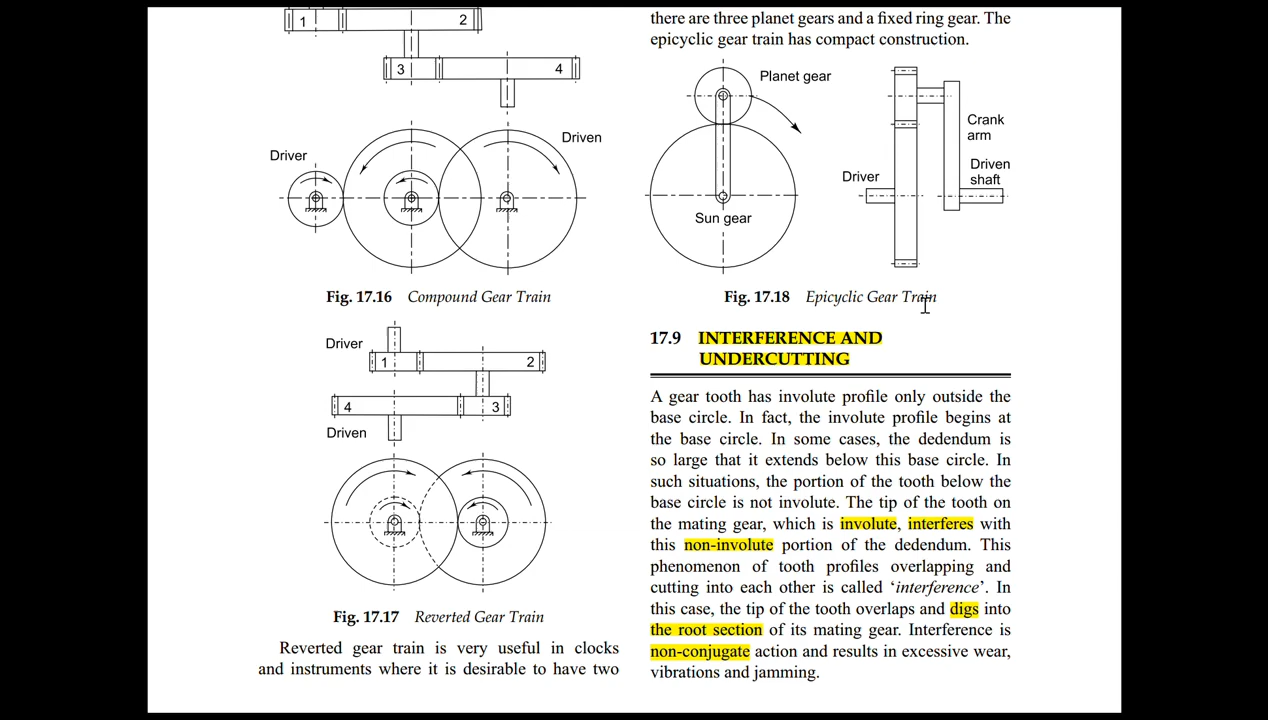 1
2
3
4
Driver
Driven
Fig. 17.16 Compound Gear Train
Driver
1
2
4
3
Driven
Fig. 17.17 Reverted Gear Train
Reverted gear train is very useful in clocks
and instruments where it is desirable to have two
there are three planet gears and a fixed ring gear. The
epicyclic gear train has compact construction.
Planet gear
Crank
arm
Driven
shaft
Driver
Sun gear
Fig. 17.18 Epicyclic Gear Train
17.9 INTERFERENCE AND
UNDERCUTTING
A gear tooth has involute profile only outside the
base circle. In fact, the involute profile begins at
the base circle. In some cases, the dedendum is
so large that it extends below this base circle. In
such situations, the portion of the tooth below the
base circle is not involute. The tip of the tooth on
the mating gear, which is involute, interferes with
this non-involute portion of the dedendum. This
phenomenon of tooth profiles overlapping and
cutting into each other is called ‘interference’. In
this case, the tip of the tooth overlaps and digs into
the root section of its mating gear. Interference is
non-conjugate action and results in excessive wear,
vibrations and jamming.